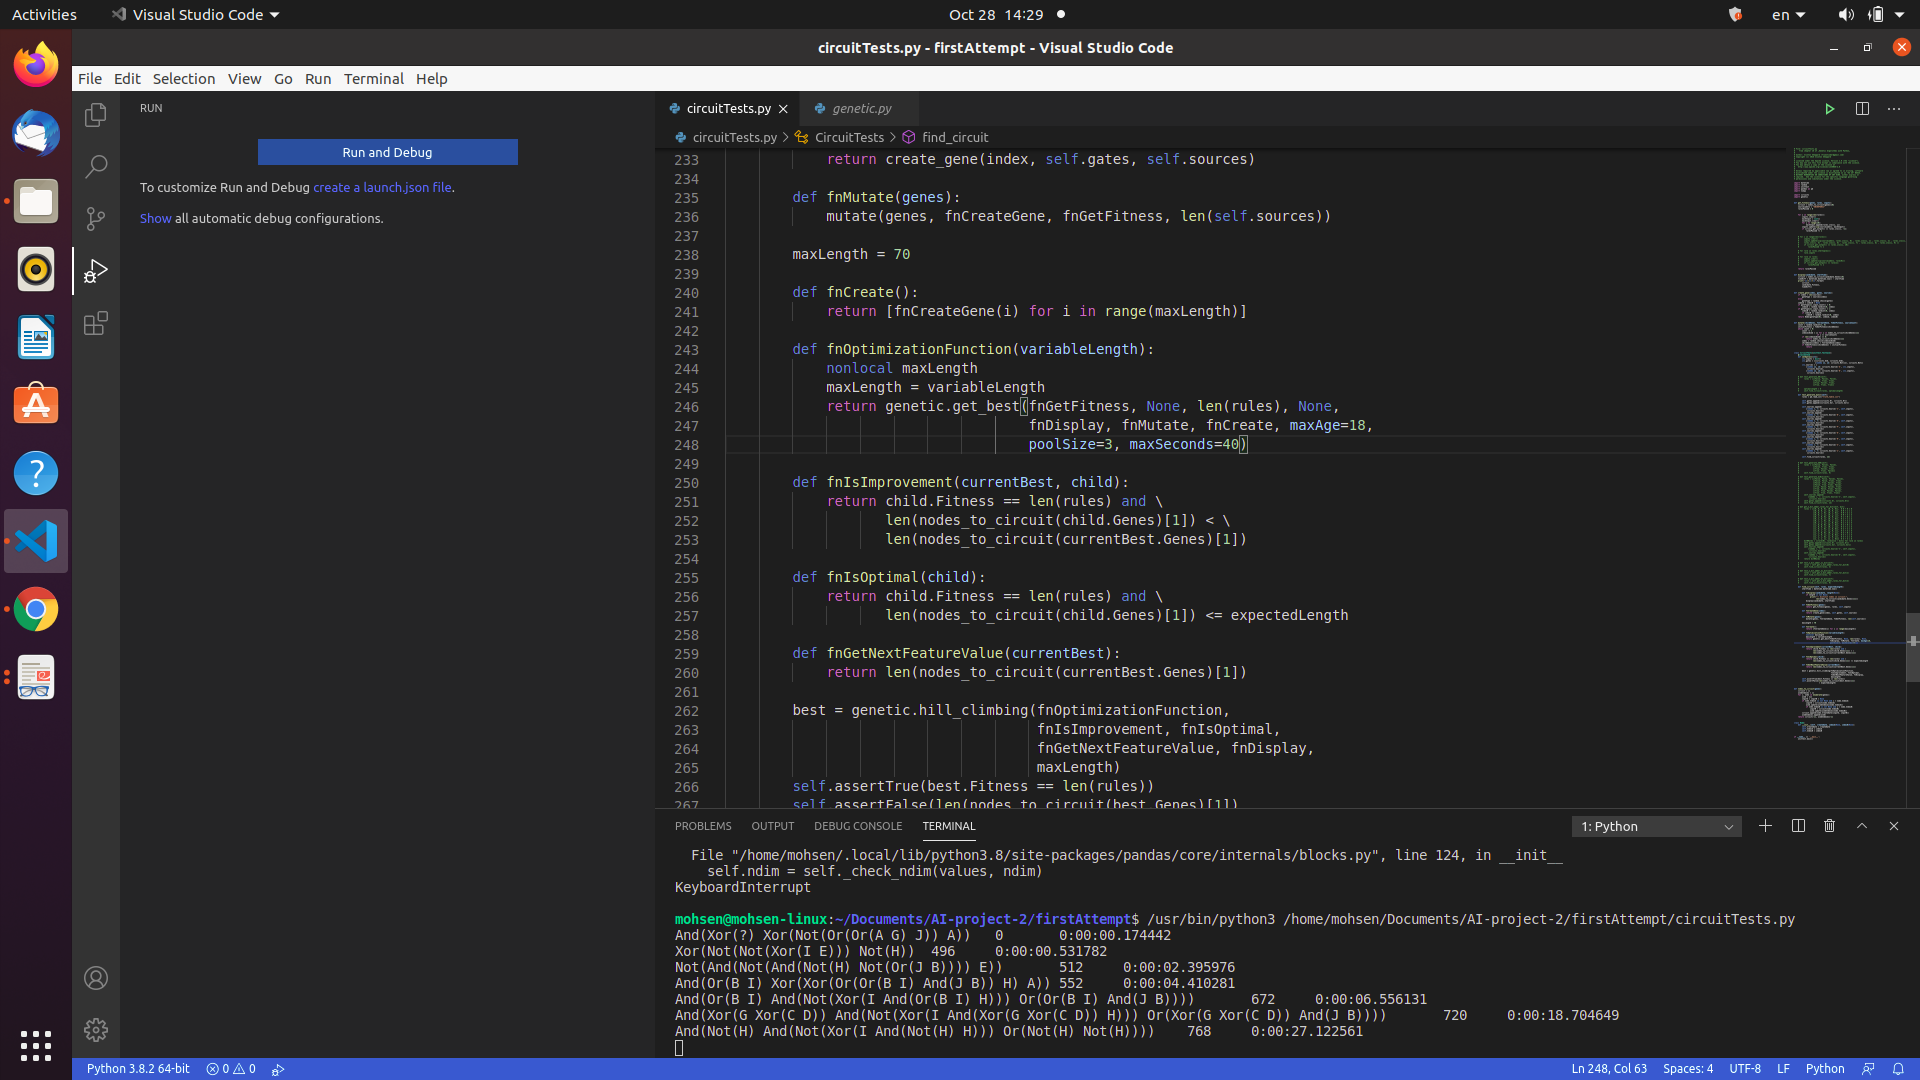 Activities
Visual Studio Code
Oct 28 14:29
en
circuitTests.py - firstAttempt - Visual Studio Code
File Edit Selection View Go Run Terminal Help
RUN
Run and Debug
To customize Run and Debug create a launch.json file.
Show all automatic debug configurations.
circuitTests.py
genetic.py
circuitTests.py > CircuitTests > find_circuit
233 return create_gene(index, self.gates, self.sources)
234
235 def fnMutate(genes):
236 mutate(genes, fnCreateGene, fnGetFitness, len(self.sources))
237
238 maxLength = 70
239
240 def fnCreate():
241 return [fnCreateGene(i) for i in range(maxLength)]
242
243 def fnOptimizationFunction(variableLength):
244 nonlocal maxLength
245 maxLength = variableLength
246 return genetic.get_best(fnGetFitness, None, len(rules), None,
247 fnDisplay, fnMutate, fnCreate, maxAge=18,
248 poolSize=3, maxSeconds=40)
249
250 def fnIsImprovement(currentBest, child):
251 return child.Fitness == len(rules) and \
252 len(nodes_to_circuit(child.Genes)[1]) < \
253 len(nodes_to_circuit(currentBest.Genes)[1])
254
255 def fnIsOptimal(child):
256 return child.Fitness == len(rules) and \
257 len(nodes_to_circuit(child.Genes)[1]) <= expectedLength
258
259 def fnGetNextFeatureValue(currentBest):
260 return len(nodes_to_circuit(currentBest.Genes)[1])
261
262 best = genetic.hill_climbing(fnOptimizationFunction,
263 fnIsImprovement, fnIsOptimal,
264 fnGetNextFeatureValue, fnDisplay,
265 maxLength)
266 self.assertTrue(best.Fitness == len(rules))
267 self.assertFalse(len(nodes_to_circuit(best.Genes)[1])
PROBLEMS OUTPUT DEBUG CONSOLE TERMINAL
1: Python
File "/home/mohsen/.local/lib/python3.8/site-packages/pandas/core/internals/blocks.py", line 124, in __init__
self.ndim = self._check_ndim(values, ndim)
KeyboardInterrupt
mohsen@mohsen-linux:~/Documents/AI-project-2/firstAttempt$ /usr/bin/python3 /home/mohsen/Documents/AI-project-2/firstAttempt/circuitTests.py
And(Xor(?) Xor(Not(Or(Or(A G) J)) A)) 0 0:00:00.174442
Xor(Not(Not(Xor(I E))) Not(H)) 496 0:00:00.531782
Not(And(Not(And(Not(H) Not(Or(J B)))) E)) 512 0:00:02.395976
And(Or(B I) Xor(Xor(Or(Or(B I) And(J B)) H) A)) 552 0:00:04.410281
And(Or(B I) And(Not(Xor(I And(Or(B I) H))) Or(Or(B I) And(J B)))) 672 0:00:06.556131
And(Xor(G Xor(C D)) And(Not(Xor(I And(Xor(G Xor(C D)) H))) Or(Xor(G Xor(C D)) And(J B)))) 720 0:00:18.704649
And(Not(H) And(Not(Xor(I And(Not(H) H))) Or(Not(H) Not(H)))) 768 0:00:27.122561
Python 3.8.2 64-bit
0 0
Ln 248, Col 63
Spaces: 4
UTF-8
LF
Python